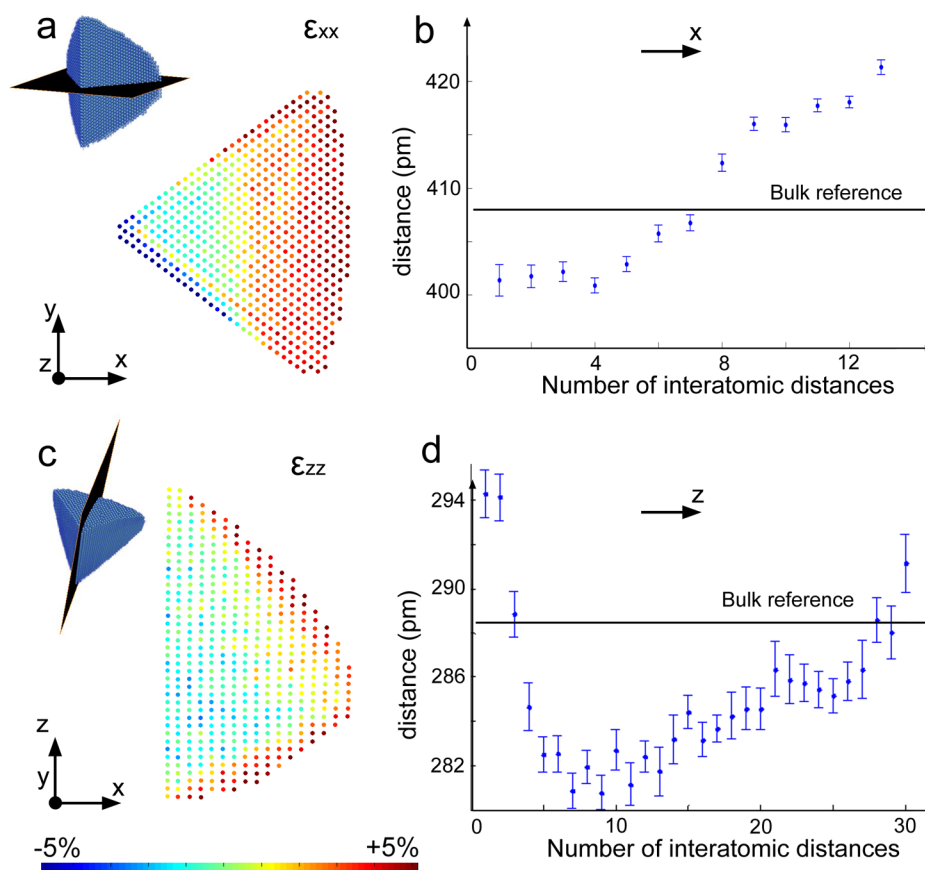 a
εxx
y
z
x
b
x
distance (pm)
420
410
400
Bulk reference
0
4
8
12
Number of interatomic distances
c
εzz
z
y
x
-5%
+5%
d
z
distance (pm)
294
290
286
282
Bulk reference
0
10
20
30
Number of interatomic distances